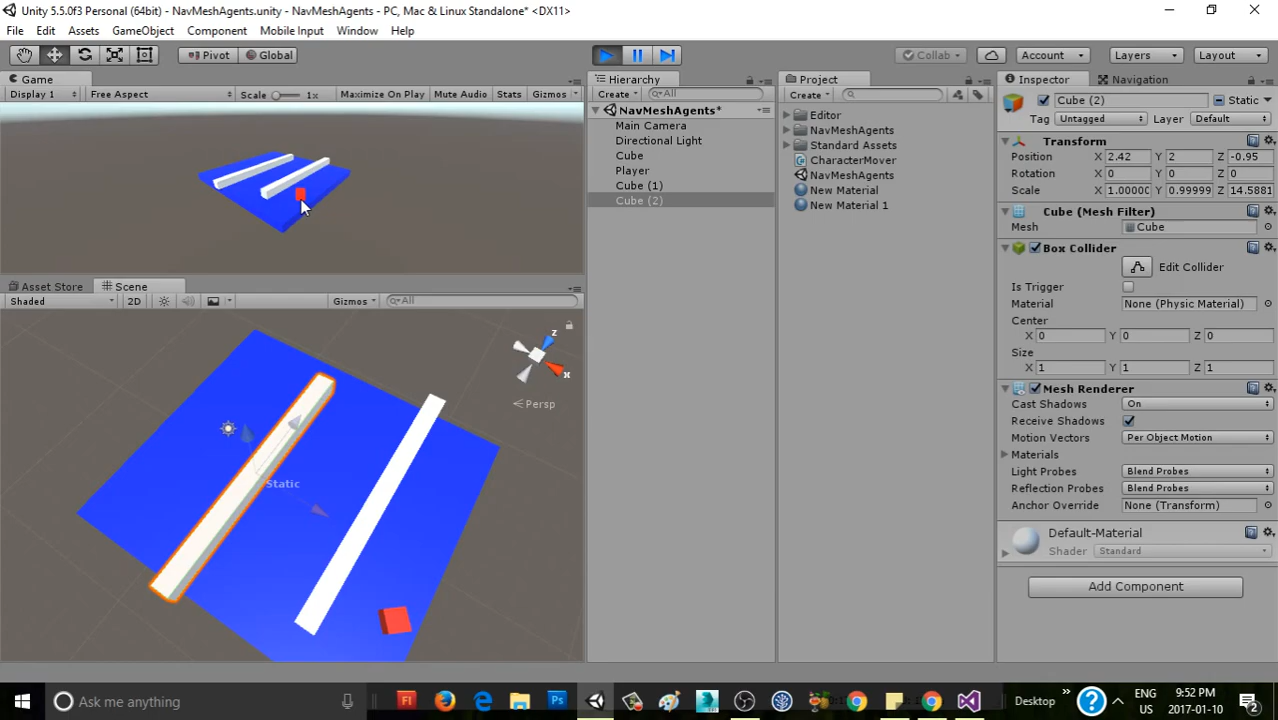 Unity 5.5.0f3 Personal (64bit) - NavMeshAgents.unity - NavMeshAgents - PC, Mac & Linux Standalone* <DX11>
File Edit Assets GameObject Component Mobile Input Window Help
Pivot Global Collab Account Layers Layout
Game
Display 1 Free Aspect Scale 1x Maximize On Play Mute Audio Stats Gizmos
Asset Store Scene
Shaded 2D Gizmos All
z
x
Persp
Static
Hierarchy
Create All
NavMeshAgents*
Main Camera
Directional Light
Cube
Player
Cube (1)
Cube (2)
Project
Create
Editor
NavMeshAgents
Standard Assets
CharacterMover
NavMeshAgents
New Material
New Material 1
Inspector Navigation
Cube (2) Static
Tag Untagged Layer Default
Transform
Position X 2.42 Y 2 Z -0.95
Rotation X 0 Y 0 Z 0
Scale X 1.00000 Y 0.99999 Z 14.5881
Cube (Mesh Filter)
Mesh Cube
Box Collider
Edit Collider
Is Trigger
Material None (Physic Material)
Center
X 0 Y 0 Z 0
Size
X 1 Y 1 Z 1
Mesh Renderer
Cast Shadows On
Receive Shadows
Motion Vectors Per Object Motion
Materials
Light Probes Blend Probes
Reflection Probes Blend Probes
Anchor Override None (Transform)
Default-Material
Shader Standard
Add Component
Ask me anything Fl Ps Desktop ENG US 9:52 PM 2017-01-10 2